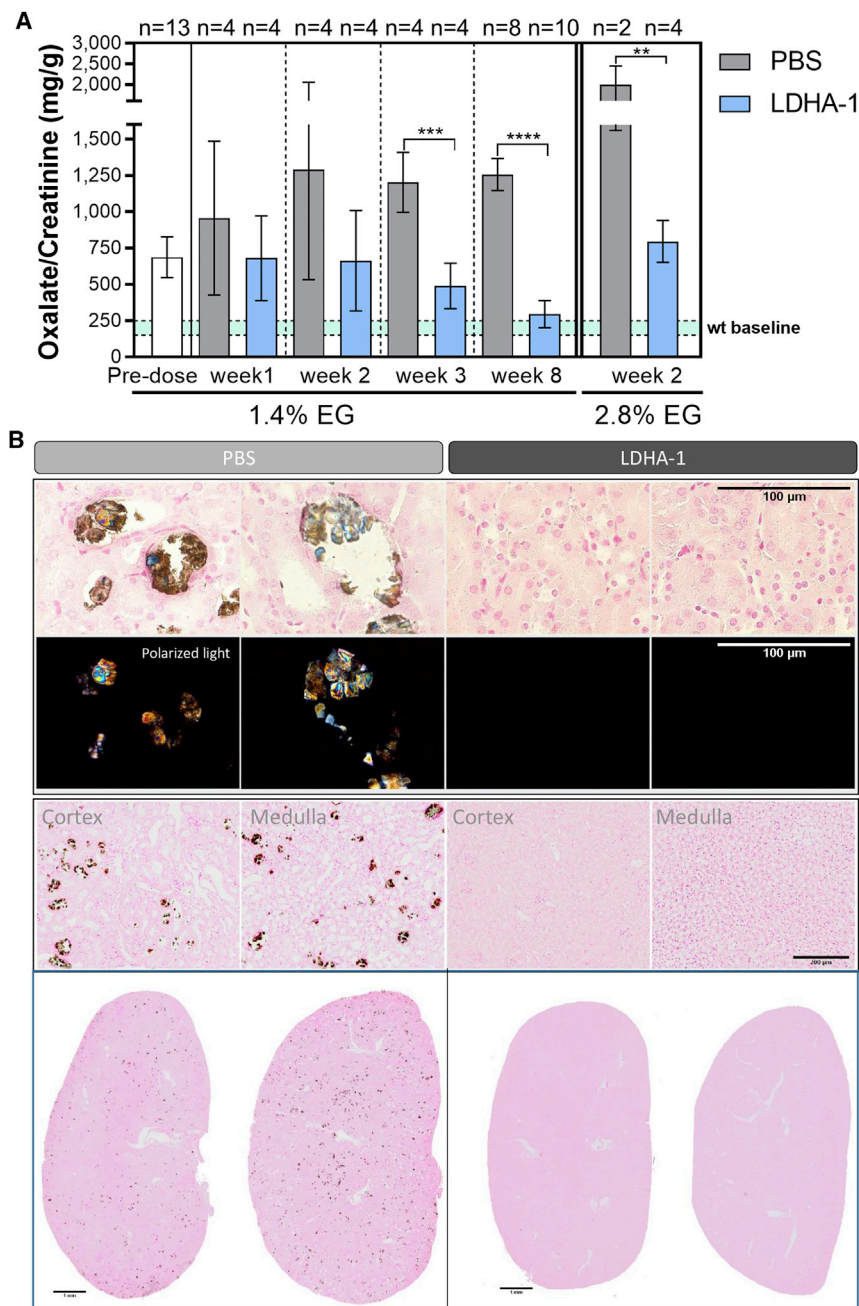 A
n=13 n=4 n=4 n=4 n=4 n=4 n=4 n=8 n=10 n=2 n=4
Oxalate/Creatinine (mg/g)
3,000
2,500
2,000
1,500
1,250
1,000
750
500
250
0
** 
*** ****
PBS
LDHA-1
wt baseline
Pre-dose week1 week 2 week 3 week 8 week 2
1.4% EG 2.8% EG
B
PBS LDHA-1
100 µm
Polarized light 100 µm
Cortex Medulla Cortex Medulla
200 µm
1 mm 1 mm